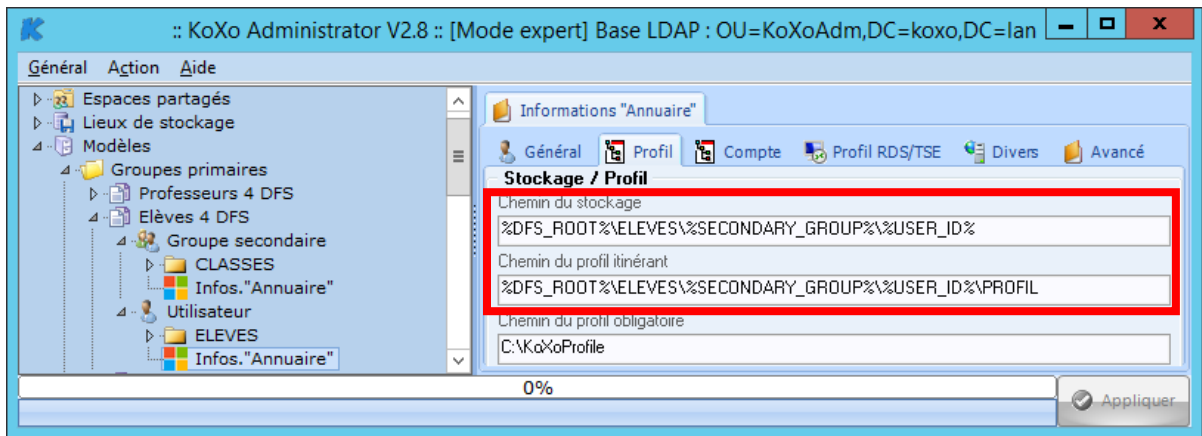 :: KoXo Administrator V2.8 :: [Mode expert] Base LDAP : OU=KoXoAdm,DC=koxo,DC=lan
Général Action Aide
Espaces partagés
Lieux de stockage
Modèles
Groupes primaires
Professeurs 4 DFS
Elèves 4 DFS
Groupe secondaire
CLASSES
Infos."Annuaire"
Utilisateur
ELEVES
Infos."Annuaire"
Informations "Annuaire"
Général Profil Compte Profil RDS/TSE Divers Avancé
Stockage / Profil
Chemin du stockage
%DFS_ROOT%\ELEVES\%SECONDARY_GROUP%\%USER_ID%
Chemin du profil itinérant
%DFS_ROOT%\ELEVES\%SECONDARY_GROUP%\%USER_ID%\PROFIL
Chemin du profil obligatoire
C:\KoXoProfile
0%
Appliquer